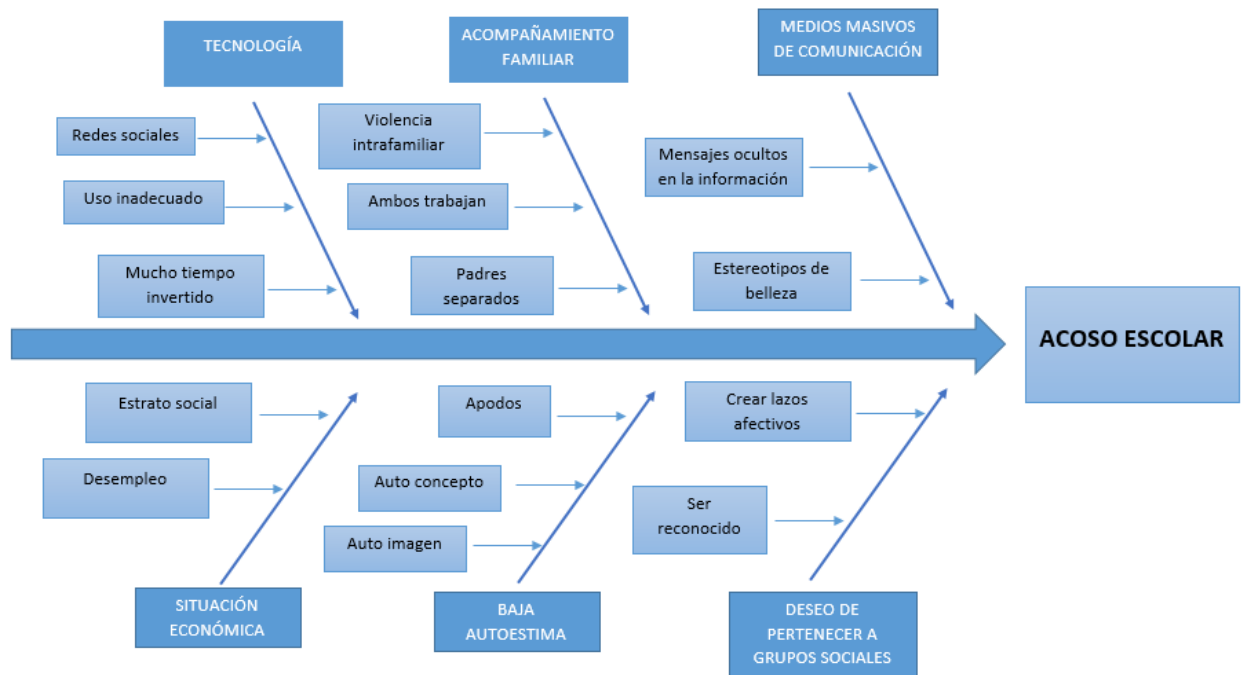 TECNOLOGÍA
ACOMPAÑAMIENTO
FAMILIAR
MEDIOS MASIVOS
DE COMUNICACIÓN
Redes sociales
Uso inadecuado
Mucho tiempo
invertido
Violencia
intrafamiliar
Ambos trabajan
Padres
separados
Mensajes ocultos
en la información
Estereotipos de
belleza
ACOSO ESCOLAR
Estrato social
Desempleo
Apodos
Auto concepto
Auto imagen
Crear lazos
afectivos
Ser
reconocido
SITUACIÓN
ECONÓMICA
BAJA
AUTOESTIMA
DESEO DE
PERTENECER A
GRUPOS SOCIALES